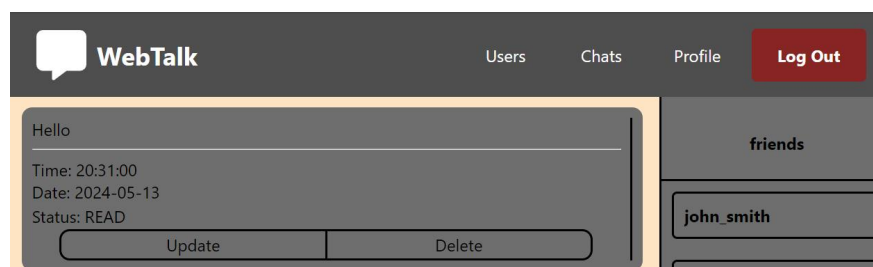 WebTalk Users Chats Profile Log Out
Hello
Time: 20:31:00
Date: 2024-05-13
Status: READ
Update Delete
friends
john_smith